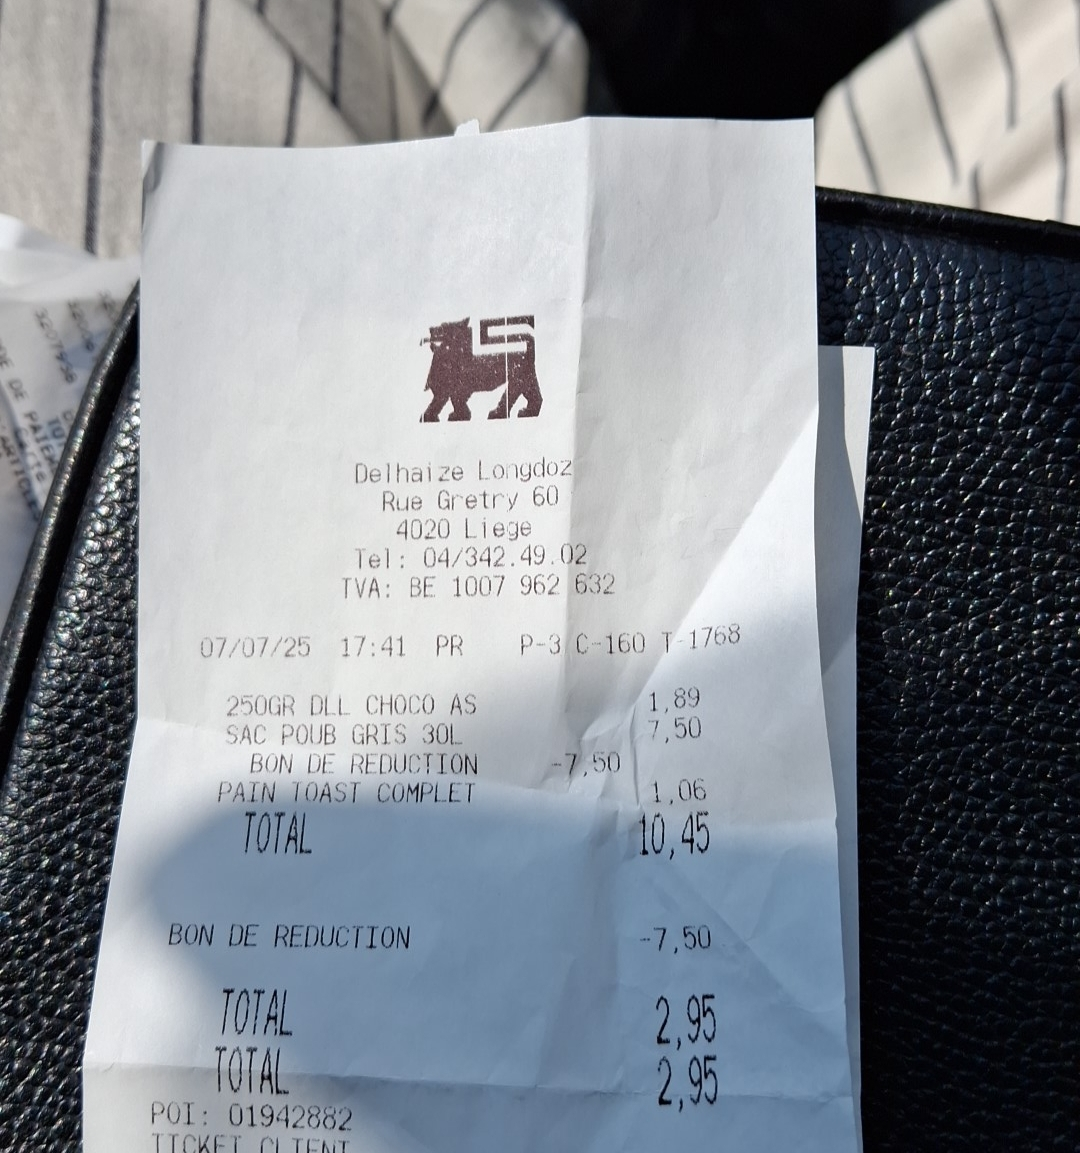 Delhaize Longdoz
Rue Gretry 60
4020 Liege
Tel: 04/342.49.02
TVA: BE 1007 962 632
07/07/25 17:41 PR P-3 C-160 T-1768
250GR DLL CHOCO AS 1,89
SAC POUB GRIS 30L 7,50
BON DE REDUCTION -7,50
PAIN TOAST COMPLET 1,06
TOTAL 10,45
BON DE REDUCTION -7,50
TOTAL 2,95
TOTAL 2,95
POI: 01942882
TICKET CLIENT